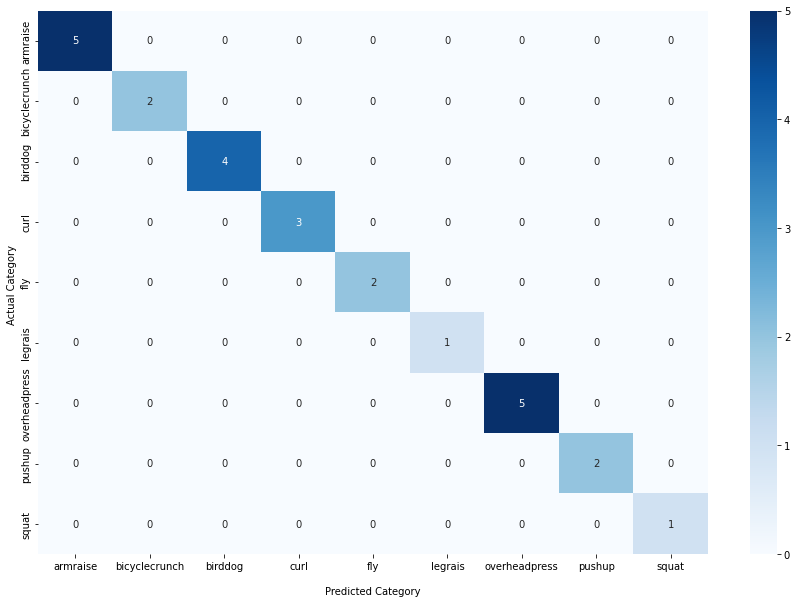 Actual Category
armraise
5 0 0 0 0 0 0 0 0
bicyclecrunch
0 2 0 0 0 0 0 0 0
birddog
0 0 4 0 0 0 0 0 0
curl
0 0 0 3 0 0 0 0 0
fly
0 0 0 0 2 0 0 0 0
legrais
0 0 0 0 0 1 0 0 0
overheadpress
0 0 0 0 0 0 5 0 0
pushup
0 0 0 0 0 0 0 2 0
squat
0 0 0 0 0 0 0 0 1
armraise bicyclecrunch birddog curl fly legrais overheadpress pushup squat
Predicted Category
5
4
3
2
1
0